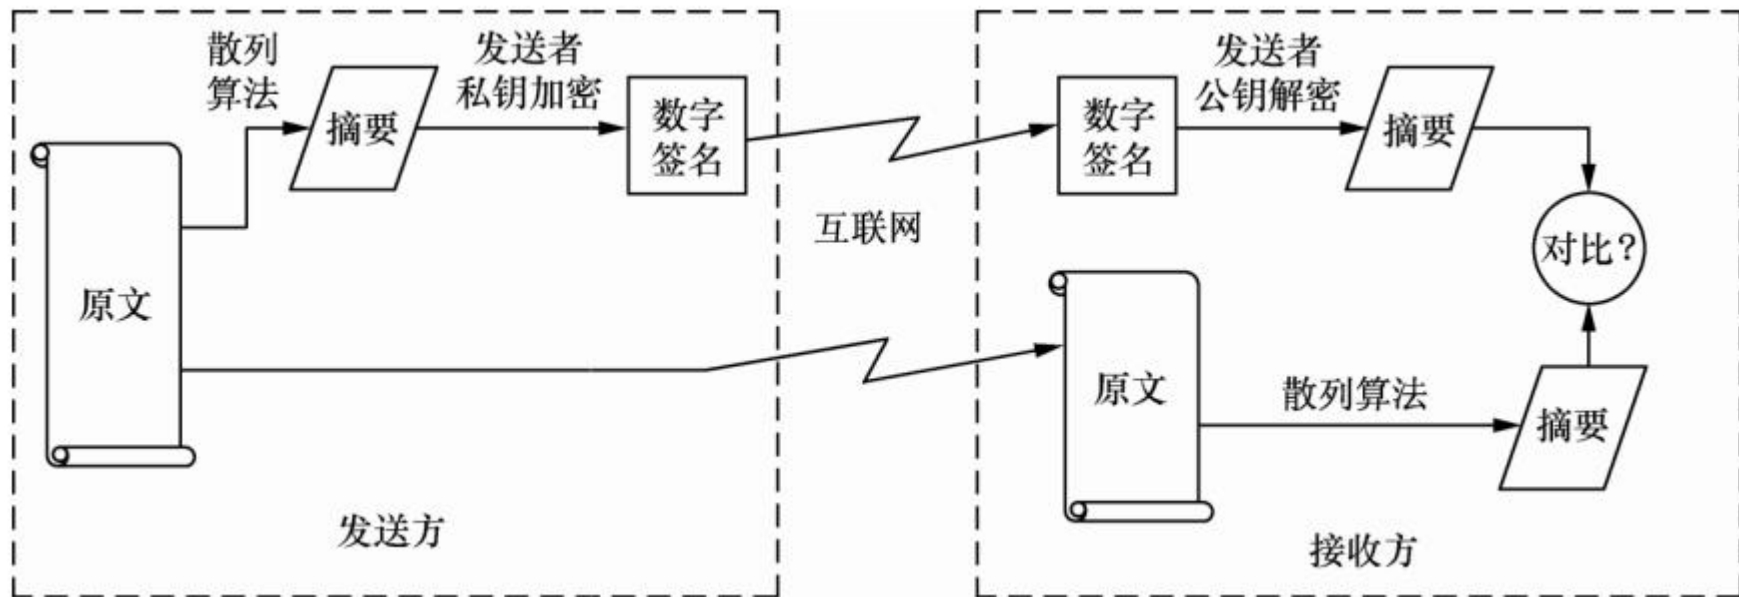 散列
算法
摘要
发送者
私钥加密
数字
签名
原文
发送方
互联网
数字
签名
发送者
公钥解密
摘要
对比?
原文
散列算法
摘要
接收方